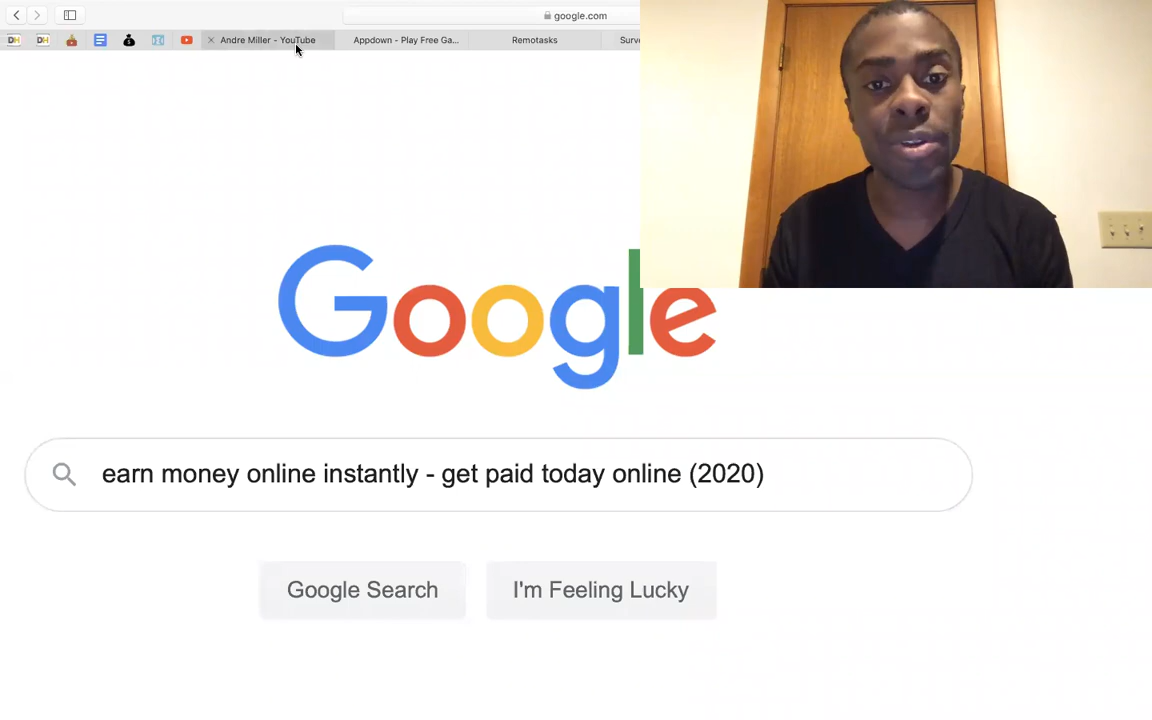 google.com
Andre Miller - YouTube
Appdown - Play Free Ga...
Remotasks
Surve
Google
earn money online instantly - get paid today online (2020)
Google Search
I'm Feeling Lucky